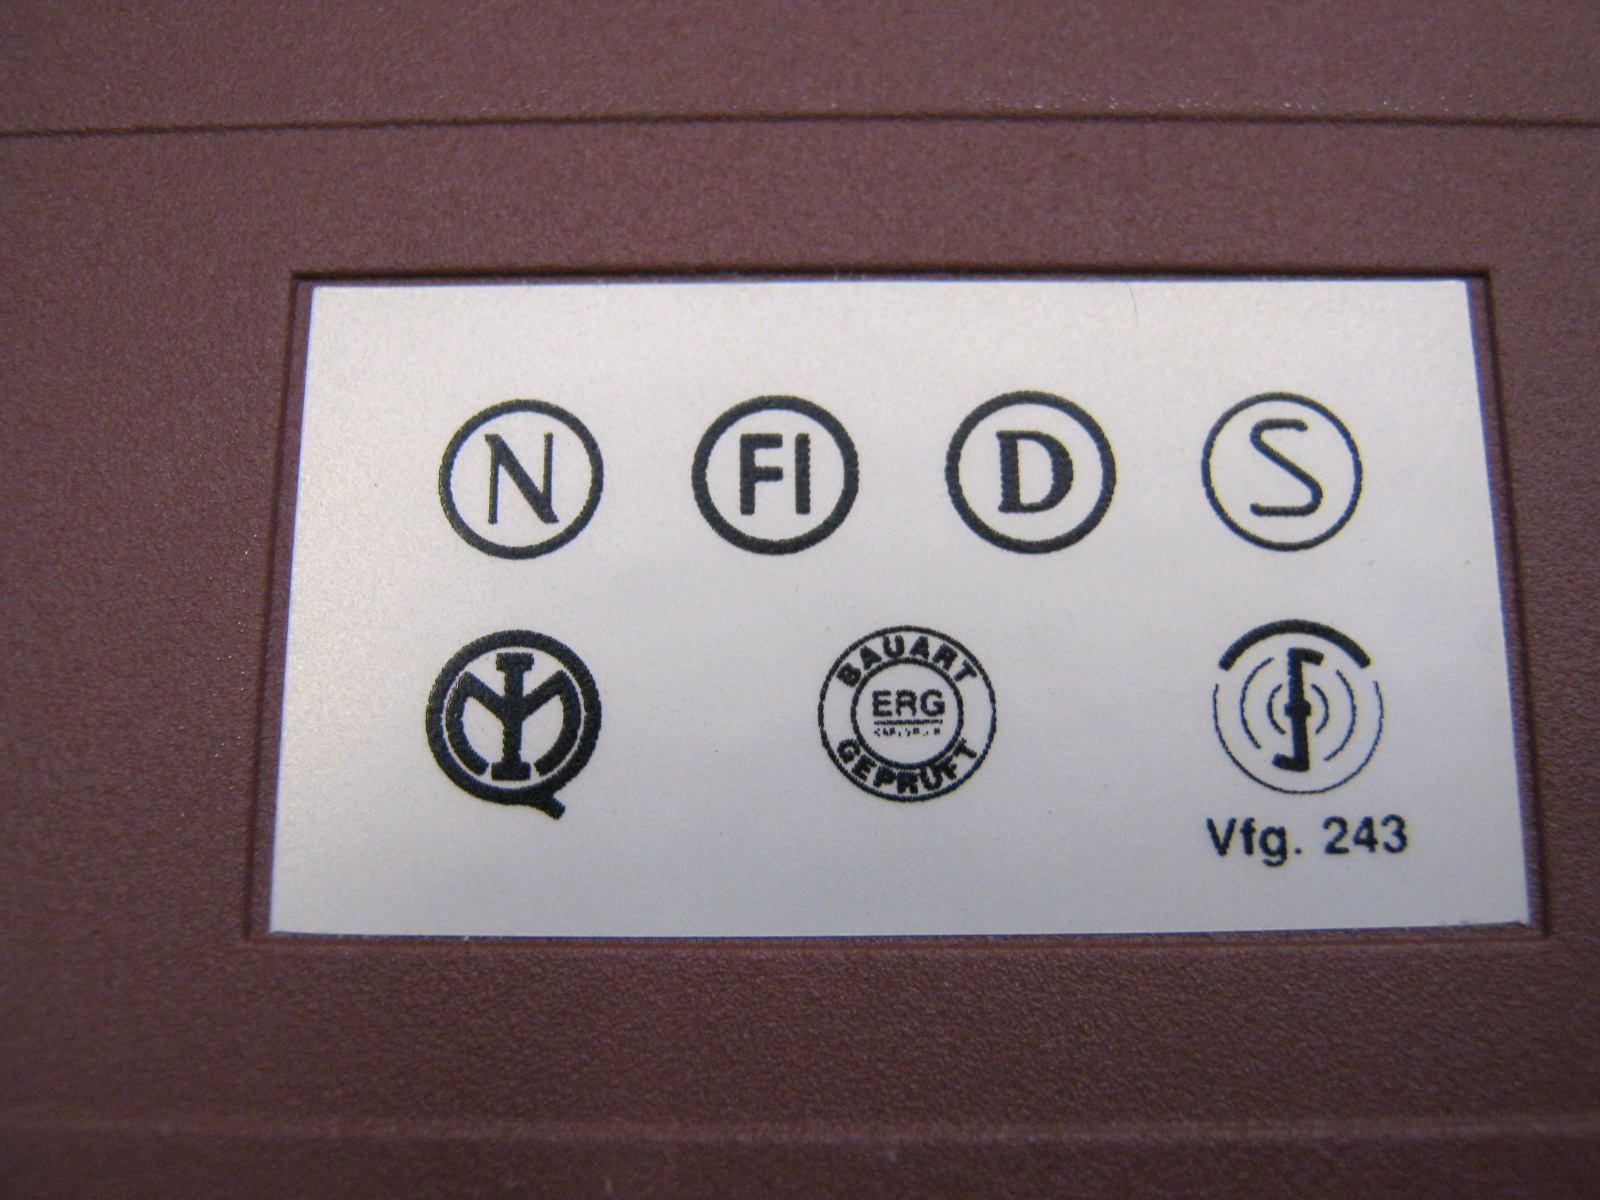 N FI D S
BAUART
ERG
GEPRÜFT
Vfg. 243